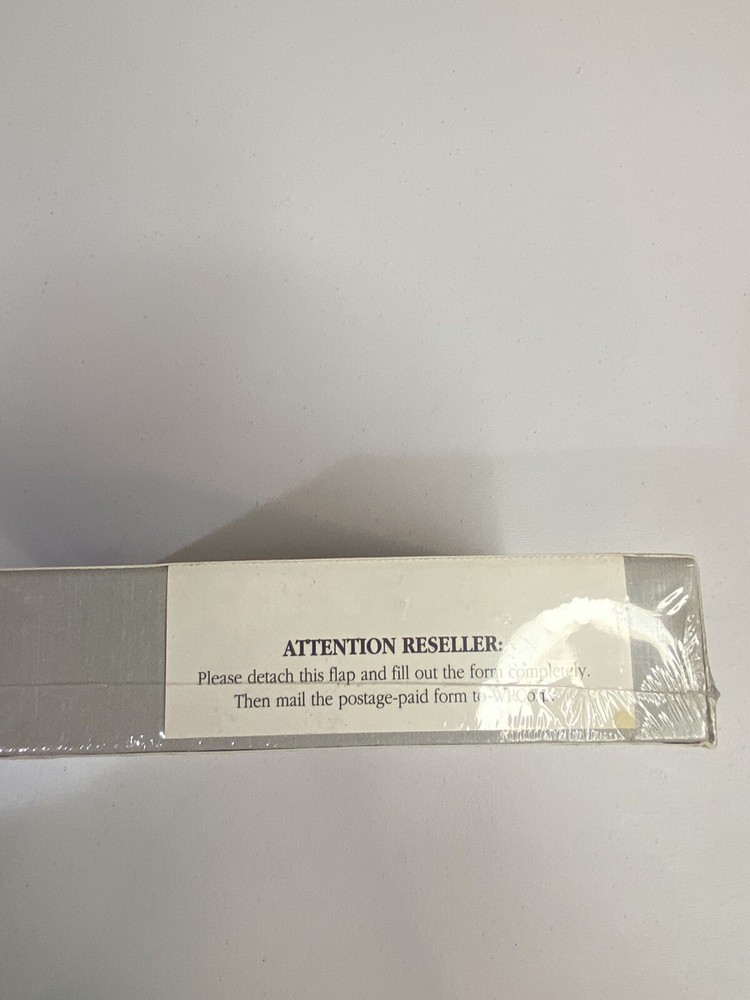 ATTENTION RESELLER:
Please detach this flap and fill out the form completely.
Then mail the postage-paid form to